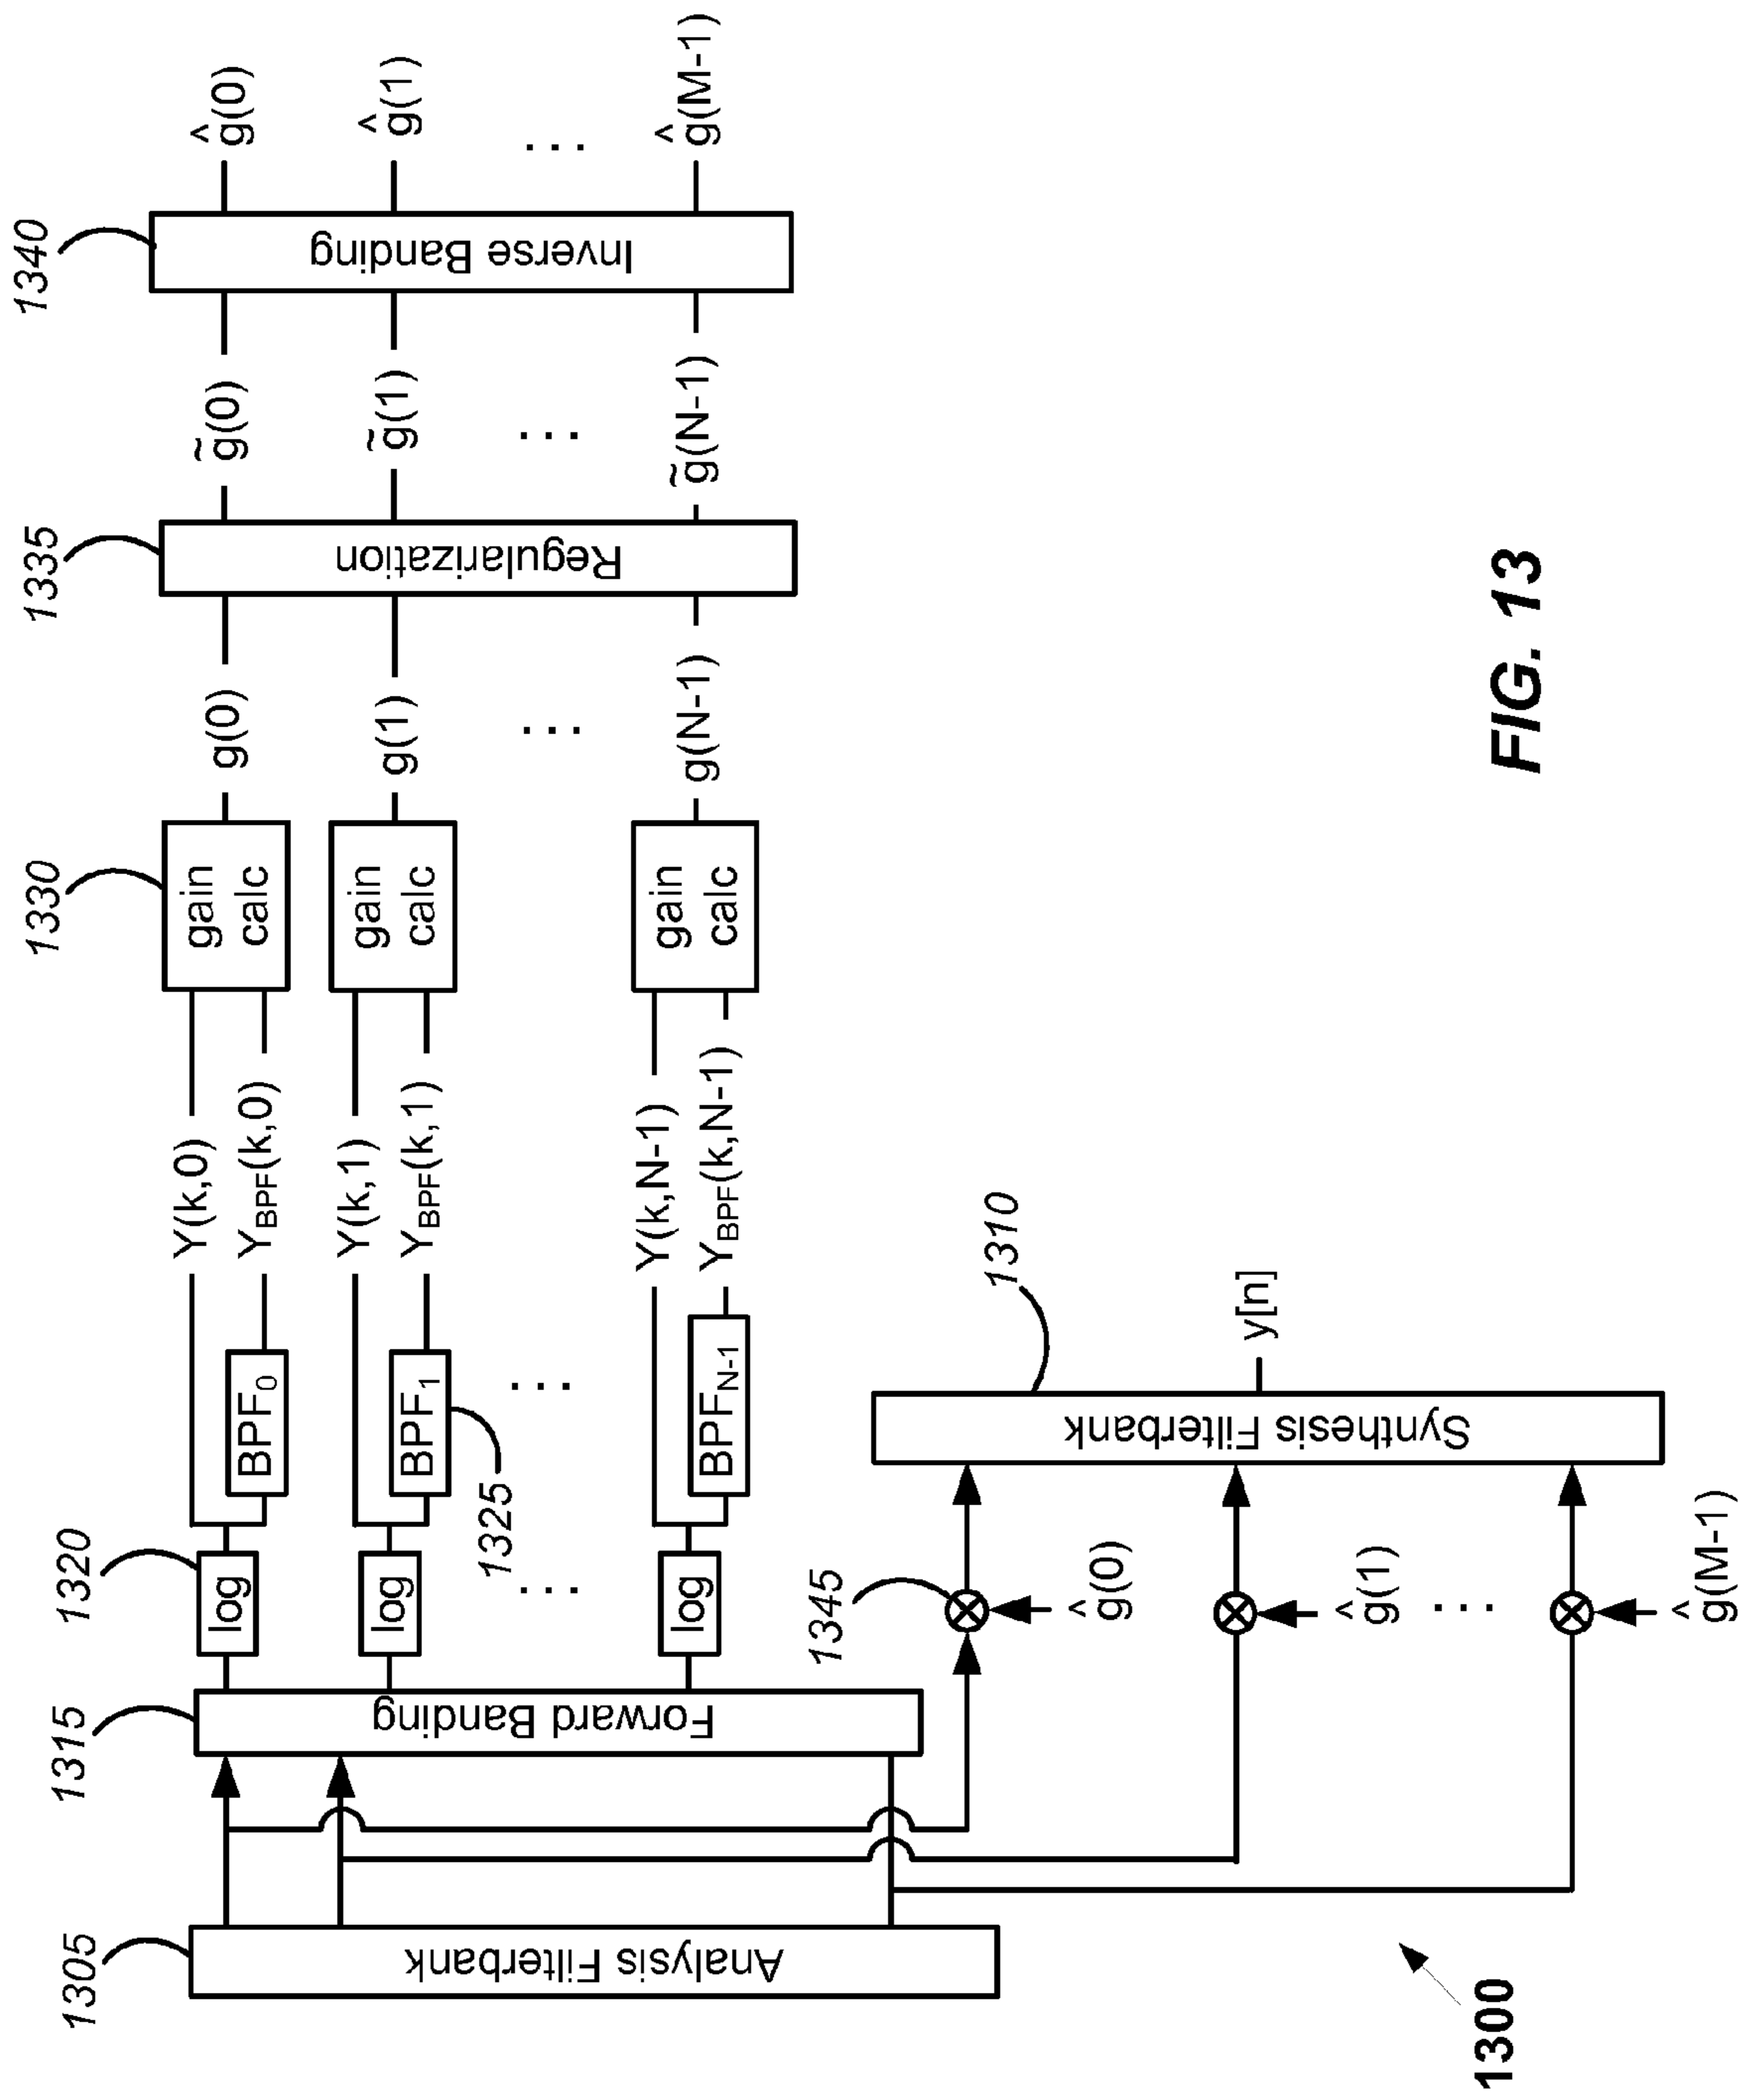 1305
Analysis Filterbank
1315
Forward Banding
1320
log
log
. . .
log
BPF0
BPF1
1325
. . .
BPFN-1
Y(k,0)
YBPF(k,0)
Y(k,1)
YBPF(k,1)
Y(k,N-1)
YBPF(k,N-1)
1330
gain
calc
gain
calc
gain
calc
g(0)
g(1)
. . .
g(N-1)
1335
Regularization
g̃(0)
g̃(1)
. . .
g̃(N-1)
1340
Inverse Banding
ĝ(0)
ĝ(1)
. . .
ĝ(M-1)
1345
ĝ(0)
ĝ(1)
. . .
ĝ(M-1)
1310
Synthesis Filterbank
y[n]
1300
FIG. 13